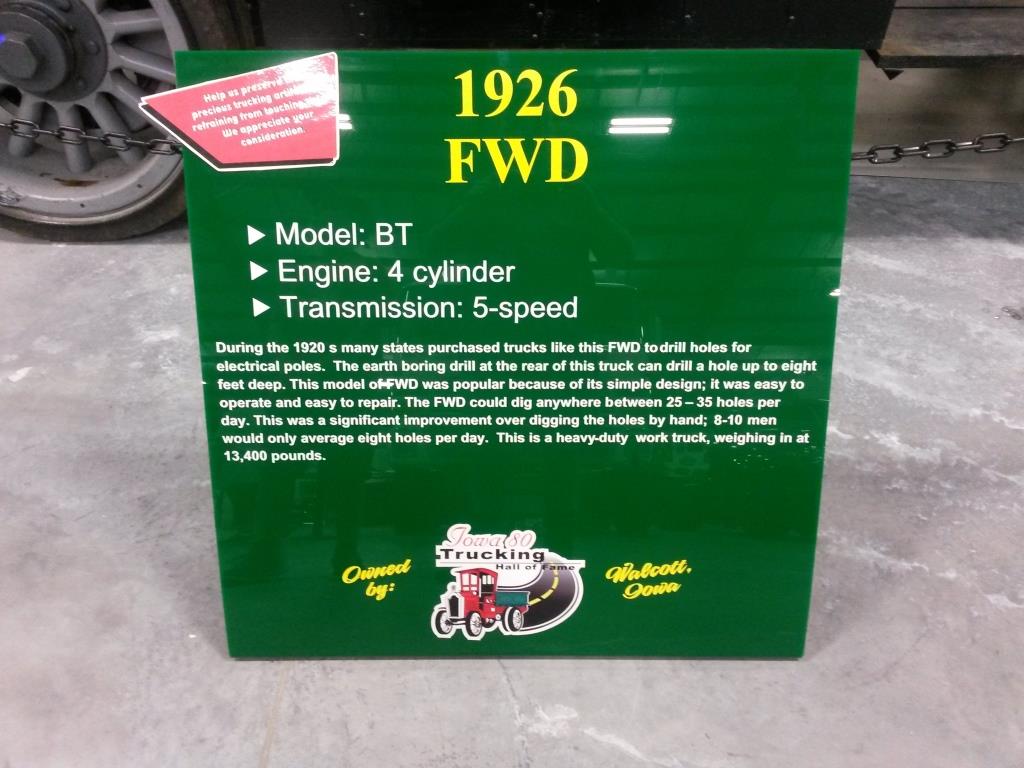 Help us preserve
precious trucking
refraining from touching
We appreciate your
consideration.
1926
FWD
► Model: BT
► Engine: 4 cylinder
► Transmission: 5-speed
During the 1920 s many states purchased trucks like this FWD to drill holes for
electrical poles. The earth boring drill at the rear of this truck can drill a hole up to eight
feet deep. This model of FWD was popular because of its simple design; it was easy to
operate and easy to repair. The FWD could dig anywhere between 25 – 35 holes per
day. This was a significant improvement over digging the holes by hand; 8-10 men
would only average eight holes per day. This is a heavy-duty work truck, weighing in at
13,400 pounds.
Owned
by:
Iowa 80
Trucking
Hall of Fame
Walcott,
Iowa